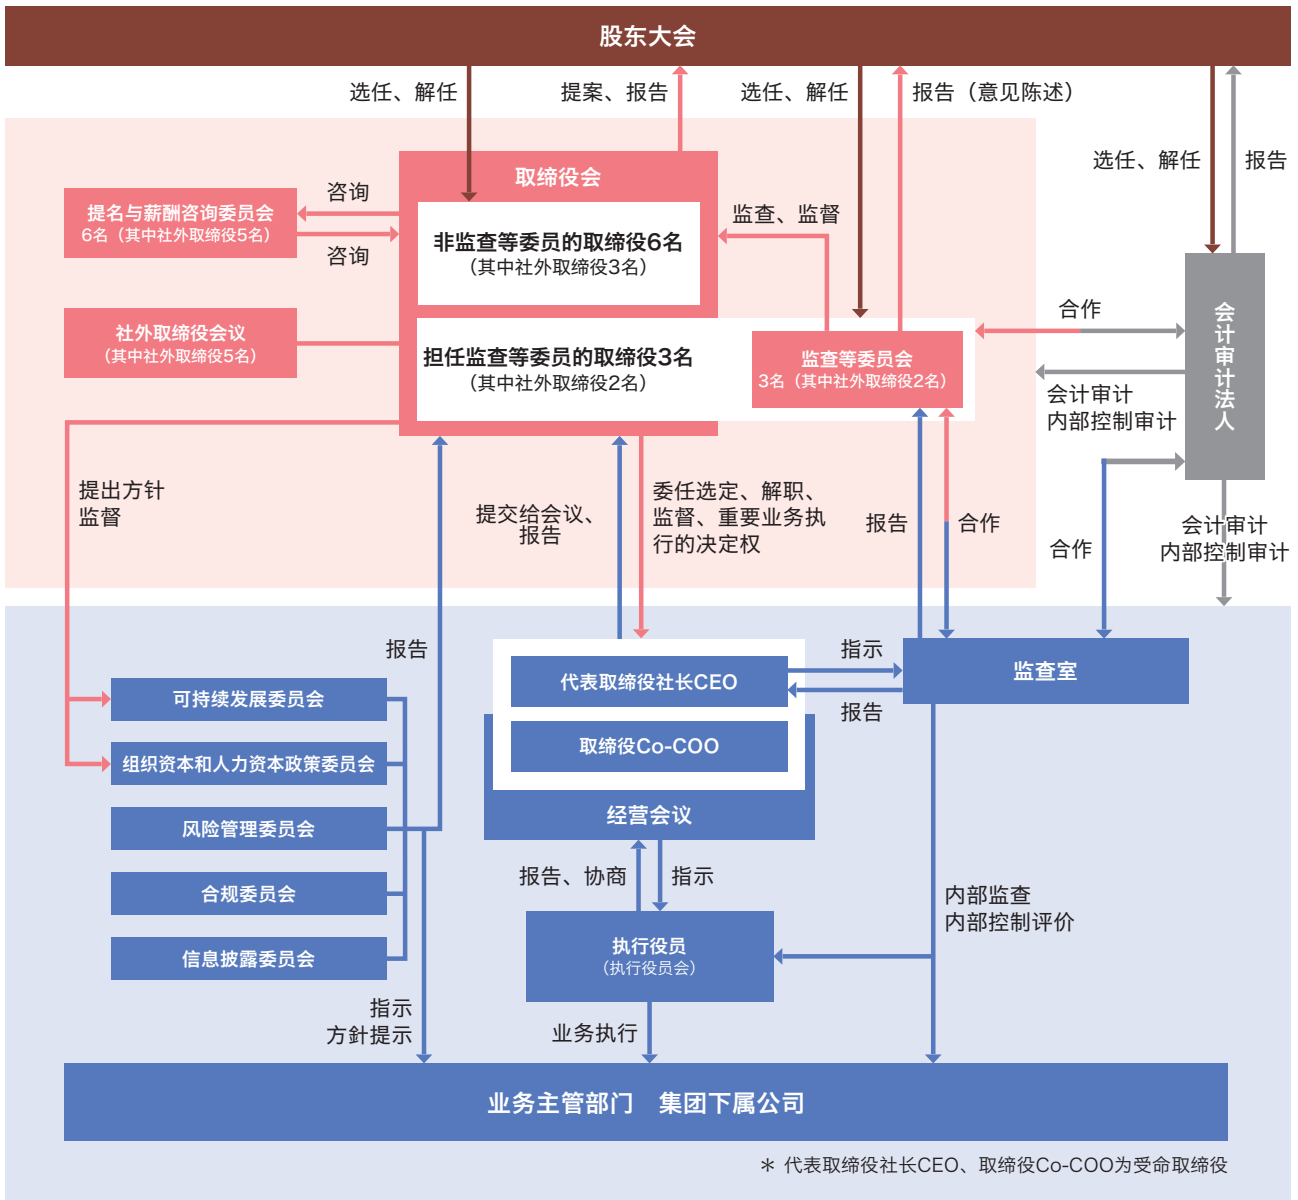 股东大会
选任、解任
提案、报告
选任、解任
报告（意见陈述）
选任、解任
报告
取缔役会
提名与薪酬咨询委员会
6名（其中社外取缔役5名）
咨询
咨询
非监查等委员的取缔役6名
（其中社外取缔役3名）
监查、监督
社外取缔役会议
（其中社外取缔役5名）
担任监查等委员的取缔役3名
（其中社外取缔役2名）
监查等委员会
3名（其中社外取缔役2名）
合作
会计审计法人
会计审计
内部控制审计
提出方针
监督
提交给会议、
报告
委任选定、解职、
监督、重要业务执
行的决定权
报告
合作
合作
会计审计
内部控制审计
报告
代表取缔役社长CEO
取缔役Co-COO
经营会议
指示
报告
监查室
可持续发展委员会
组织资本和人力资本政策委员会
风险管理委员会
合规委员会
信息披露委员会
报告、协商
指示
执行役员
（执行役员会）
内部监查
内部控制评价
指示
方針提示
业务执行
业务主管部门　集团下属公司
＊ 代表取缔役社长CEO、取缔役Co-COO为受命取缔役